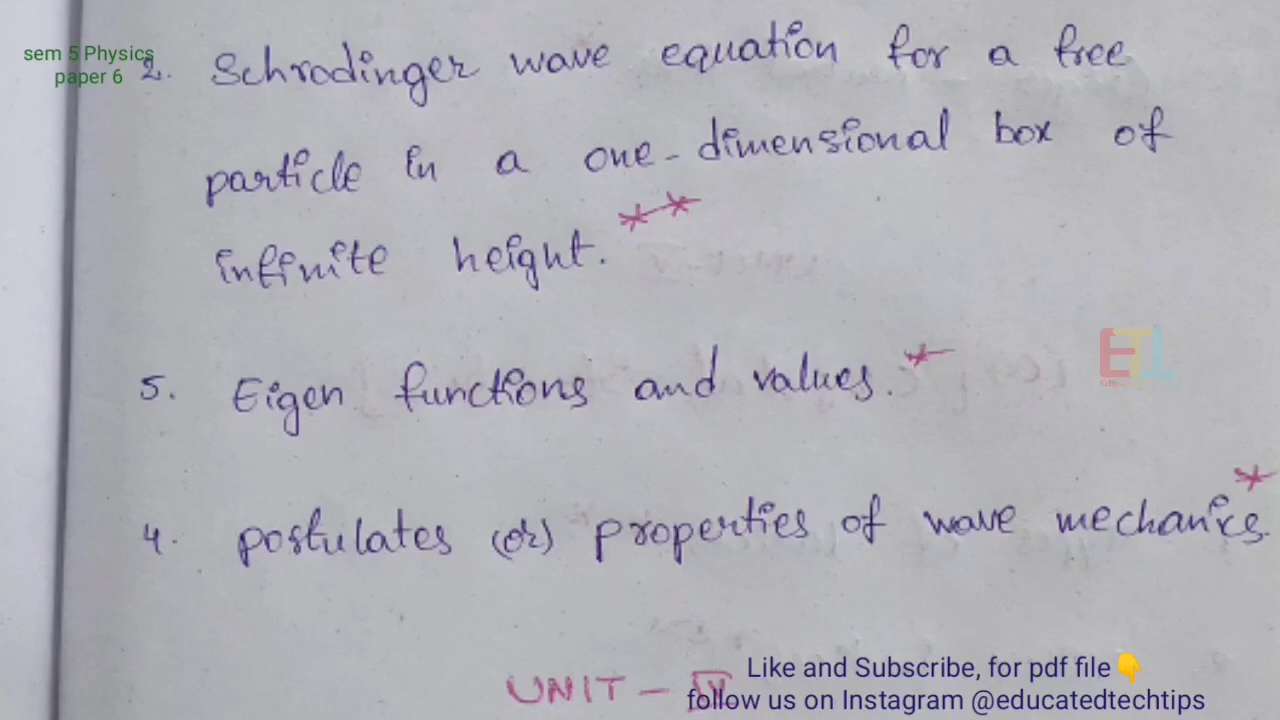 sem 5 Physics
paper 6
2. Schrodinger wave equation for a free
particle in a one-dimensional box of
infinite height. **
5. Eigen functions and values. *
ETL
4. postulates (or) properties of wave mechanics. *
Like and Subscribe, for pdf file👇
UNIT - IV
follow us on Instagram @educatedtechtips